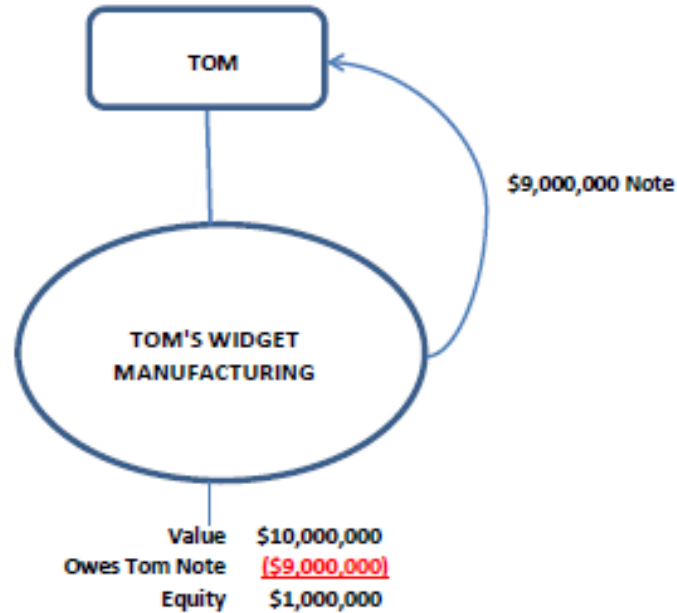 TOM
$9,000,000 Note
TOM'S WIDGET
MANUFACTURING
Value $10,000,000
Owes Tom Note ($9,000,000)
Equity $1,000,000